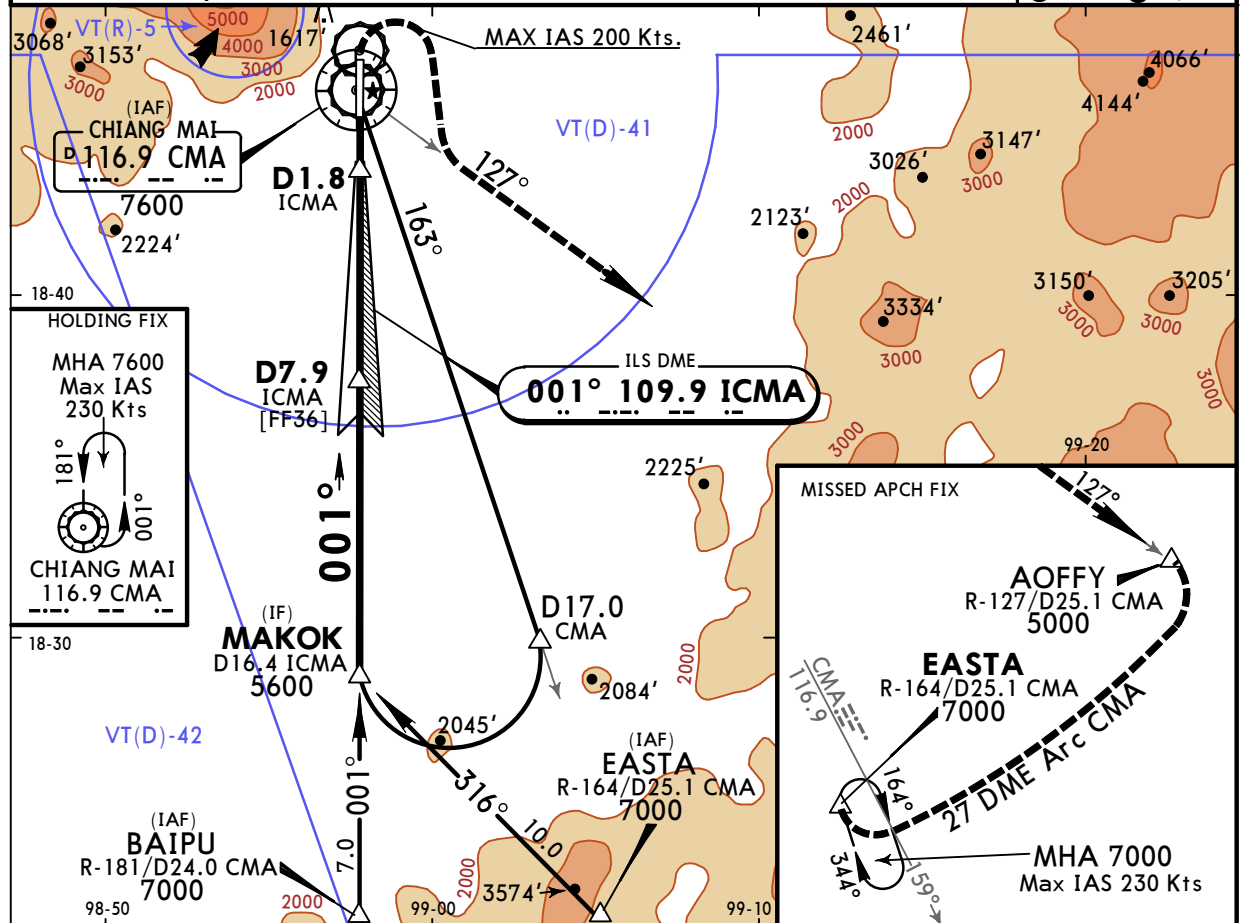 VT(R)-5
5000
4000
3000
2000
1617'
3068'
3153'
3000
MAX IAS 200 Kts.
2461'
4066'
4144'
2000
(IAF)
CHIANG MAI
D 116.9 CMA
7600
2224'
D1.8
ICMA
163°
127°
VT(D)-41
3147'
3026'
3000
2000
2123'
18-40
3150'
3205'
3000
3000
3334'
3000
3000
3000
HOLDING FIX
MHA 7600
Max IAS
230 Kts
181°
001°
CHIANG MAI
116.9 CMA
D7.9
ICMA
[FF36]
ILS DME
001° 109.9 ICMA
001°
2225'
99-20
MISSED APCH FIX
127°
AOFFY
R-127/D25.1 CMA
5000
EASTA
R-164/D25.1 CMA
7000
CMA
116.9
164°
27 DME Arc CMA
344°
159°
MHA 7000
Max IAS 230 Kts
18-30
(IF)
MAKOK
D16.4 ICMA
5600
D17.0
CMA
2000
2084'
2045'
VT(D)-42
001°
7.0
316°
10.0
(IAF)
EASTA
R-164/D25.1 CMA
7000
(IAF)
BAIPU
R-181/D24.0 CMA
7000
2000
3574'
2000
98-50
99-00
99-10